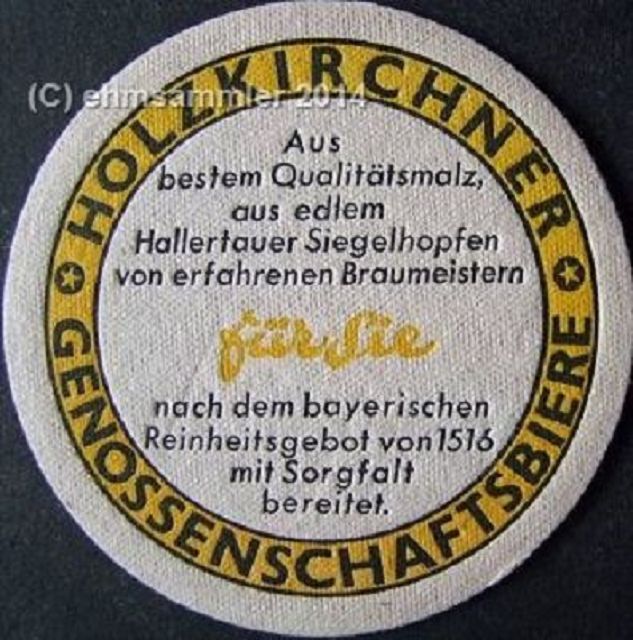 (C) ehmsammler 2014
HOLZKIRCHNER
Aus
bestem Qualitätsmalz,
aus edlem
Hallertauer Siegelhopfen
von erfahrenen Braumeistern
für Sie
nach dem bayerischen
Reinheitsgebot von 1516
mit Sorgfalt
bereitet.
GENOSSENSCHAFTSBIERE